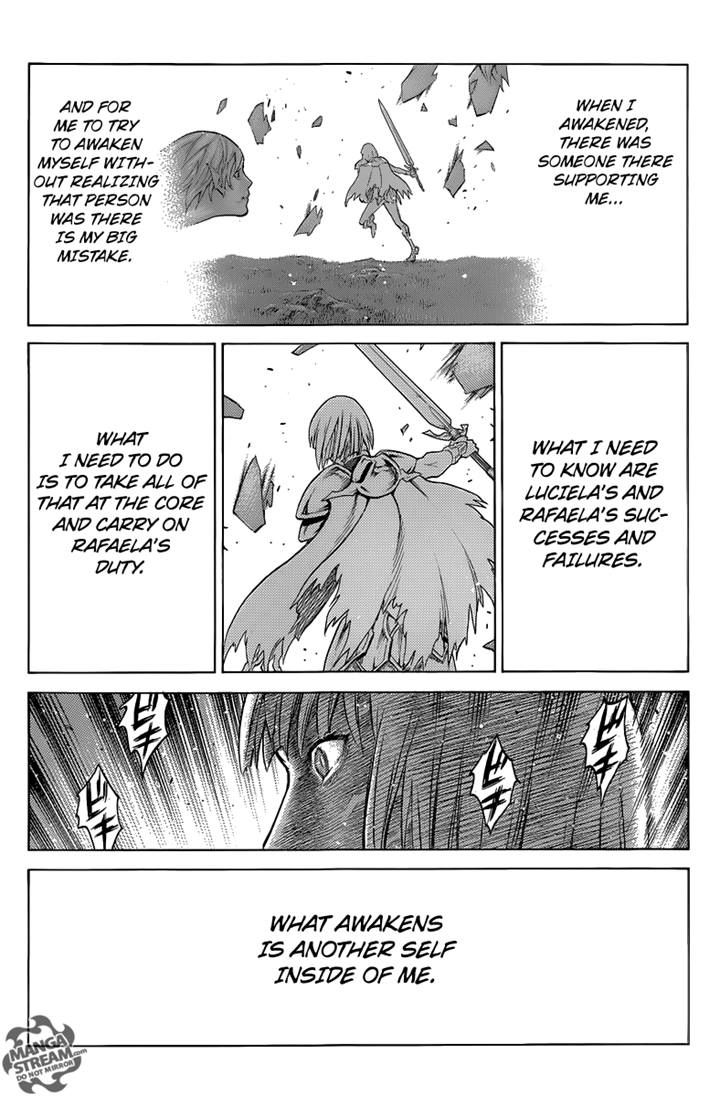 WHEN I
AWAKENED,
THERE WAS
SOMEONE THERE
SUPPORTING
ME...
AND FOR
ME TO TRY
TO AWAKEN
MYSELF WITH-
OUT REALIZING
THAT PERSON
WAS THERE
IS MY BIG
MISTAKE.
WHAT I NEED
TO KNOW ARE
LUCIELA'S AND
RAFAELA'S SUC-
CESSES AND
FAILURES.
WHAT
I NEED TO DO
IS TO TAKE ALL OF
THAT AT THE CORE
AND CARRY ON
RAFAELA'S
DUTY.
ビキ
ビキ
ビキ
ビキ
WHAT AWAKENS
IS ANOTHER SELF
INSIDE OF ME.
MANGA
STREAM.com
DO NOT MIRROR